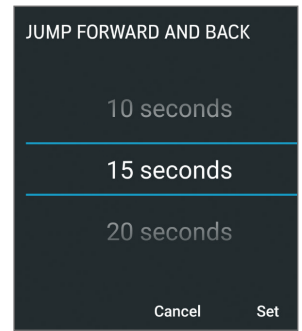 JUMP FORWARD AND BACK
10 seconds
15 seconds
20 seconds
Cancel Set